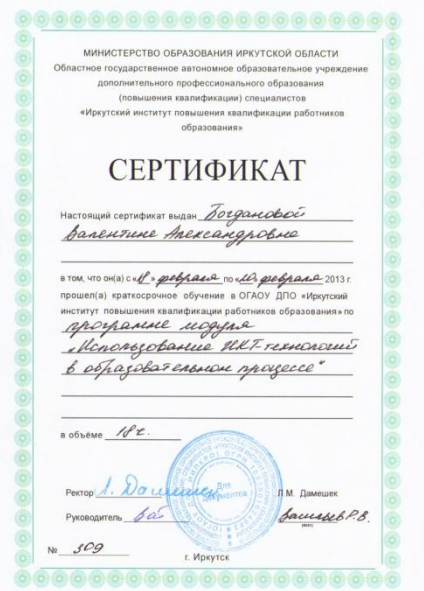 МИНИСТЕРСТВО ОБРАЗОВАНИЯ ИРКУТСКОЙ ОБЛАСТИ
Областное государственное автономное образовательное учреждение
дополнительного профессионального образования
(повышения квалификации) специалистов
«Иркутский институт повышения квалификации работников
образования»
СЕРТИФИКАТ
Настоящий сертификат выдан Богдановой
Валентине Александровне
в том, что он(а) с « » февраля по « » февраля 2013 г.
прошел(а) краткосрочное обучение в ОГАОУ ДПО «Иркутский
институт повышения квалификации работников образования» по
программе модуля
„Использование ИКТ-технологий
в образовательном процессе"
в объёме 18 ч.
Для документов
Ректор Л.М. Дамешек
Руководитель Васильев Р.В.
№ 309
г. Иркутск